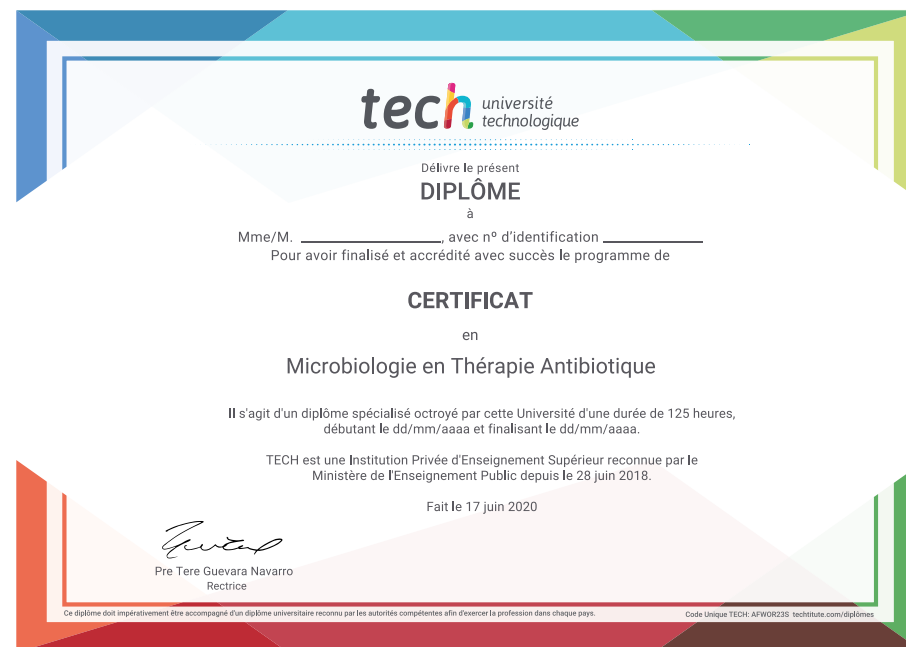 tech université
technologique
Délivre le présent
DIPLÔME
à
Mme/M. ____________________, avec nº d'identification ______________
Pour avoir finalisé et accrédité avec succès le programme de
CERTIFICAT
en
Microbiologie en Thérapie Antibiotique
Il s'agit d'un diplôme spécialisé octroyé par cette Université d'une durée de 125 heures,
débutant le dd/mm/aaaa et finalisant le dd/mm/aaaa.
TECH est une Institution Privée d'Enseignement Supérieur reconnue par le
Ministère de l'Enseignement Public depuis le 28 juin 2018.
Fait le 17 juin 2020
Pre Tere Guevara Navarro
Rectrice
Ce diplôme doit impérativement être accompagné d'un diplôme universitaire reconnu par les autorités compétentes afin d'exercer la profession dans chaque pays.
Code Unique TECH: AFWOR23S techtitute.com/diplômes